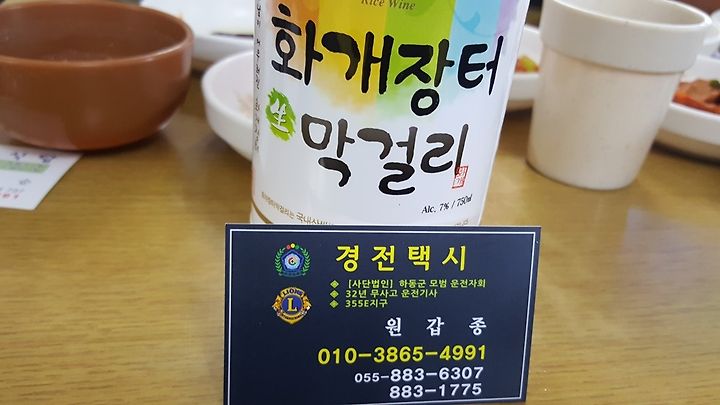 Rice Wine
화개장터
生
막걸리
Alc. 7% / 750ml
경전택시
[사단법인] 하동군 모범 운전자회
32년 무사고 운전기사
355E지구
LIONS
L
원 갑 종
010-3865-4991
055-883-6307
883-1775